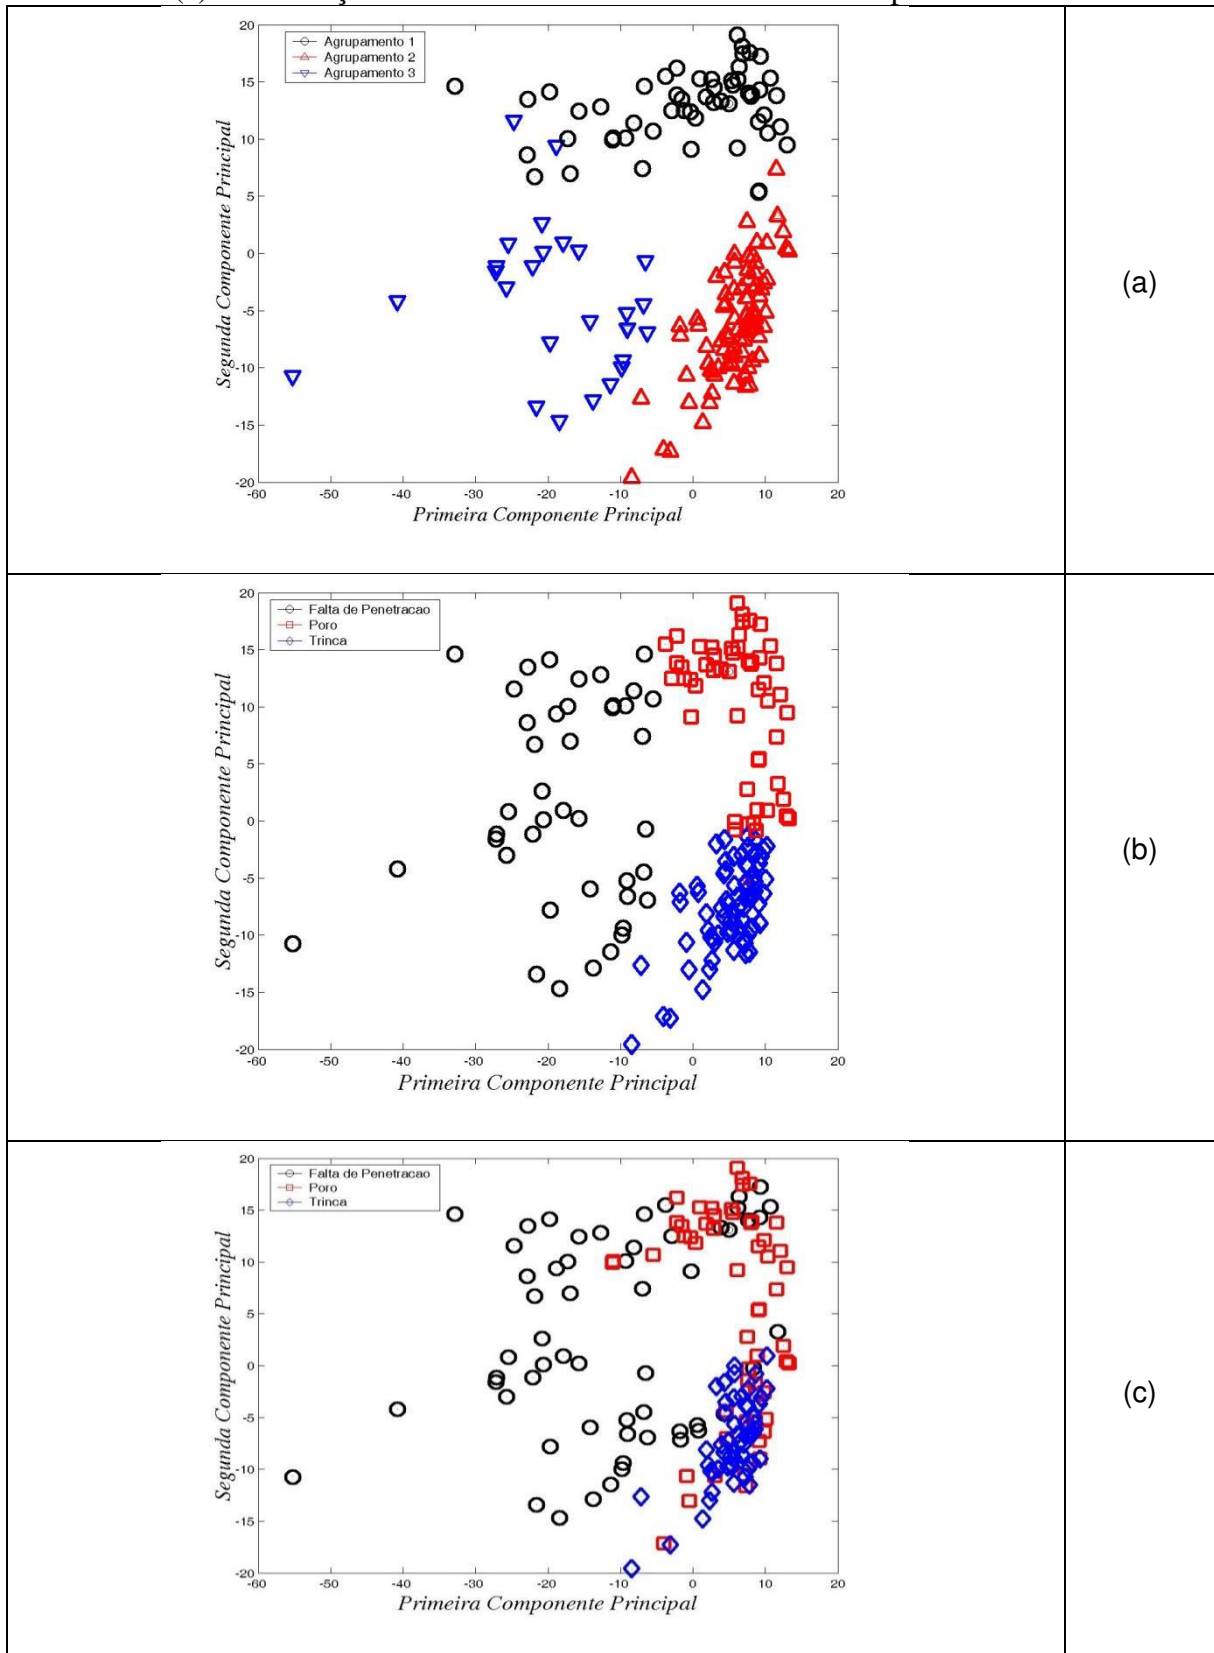 20
15
10
5
0
-5
-10
-15
-20
Agrupamento 1
Agrupamento 2
Agrupamento 3
Segunda Componente Principal
-60 -50 -40 -30 -20 -10 0 10 20
Primeira Componente Principal
(a)
20
15
10
5
0
-5
-10
-15
-20
Falta de Penetracao
Poro
Trinca
Segunda Componente Principal
-60 -50 -40 -30 -20 -10 0 10 20
Primeira Componente Principal
(b)
20
15
10
5
0
-5
-10
-15
-20
Falta de Penetracao
Poro
Trinca
Segunda Componente Principal
-60 -50 -40 -30 -20 -10 0 10 20
Primeira Componente Principal
(c)